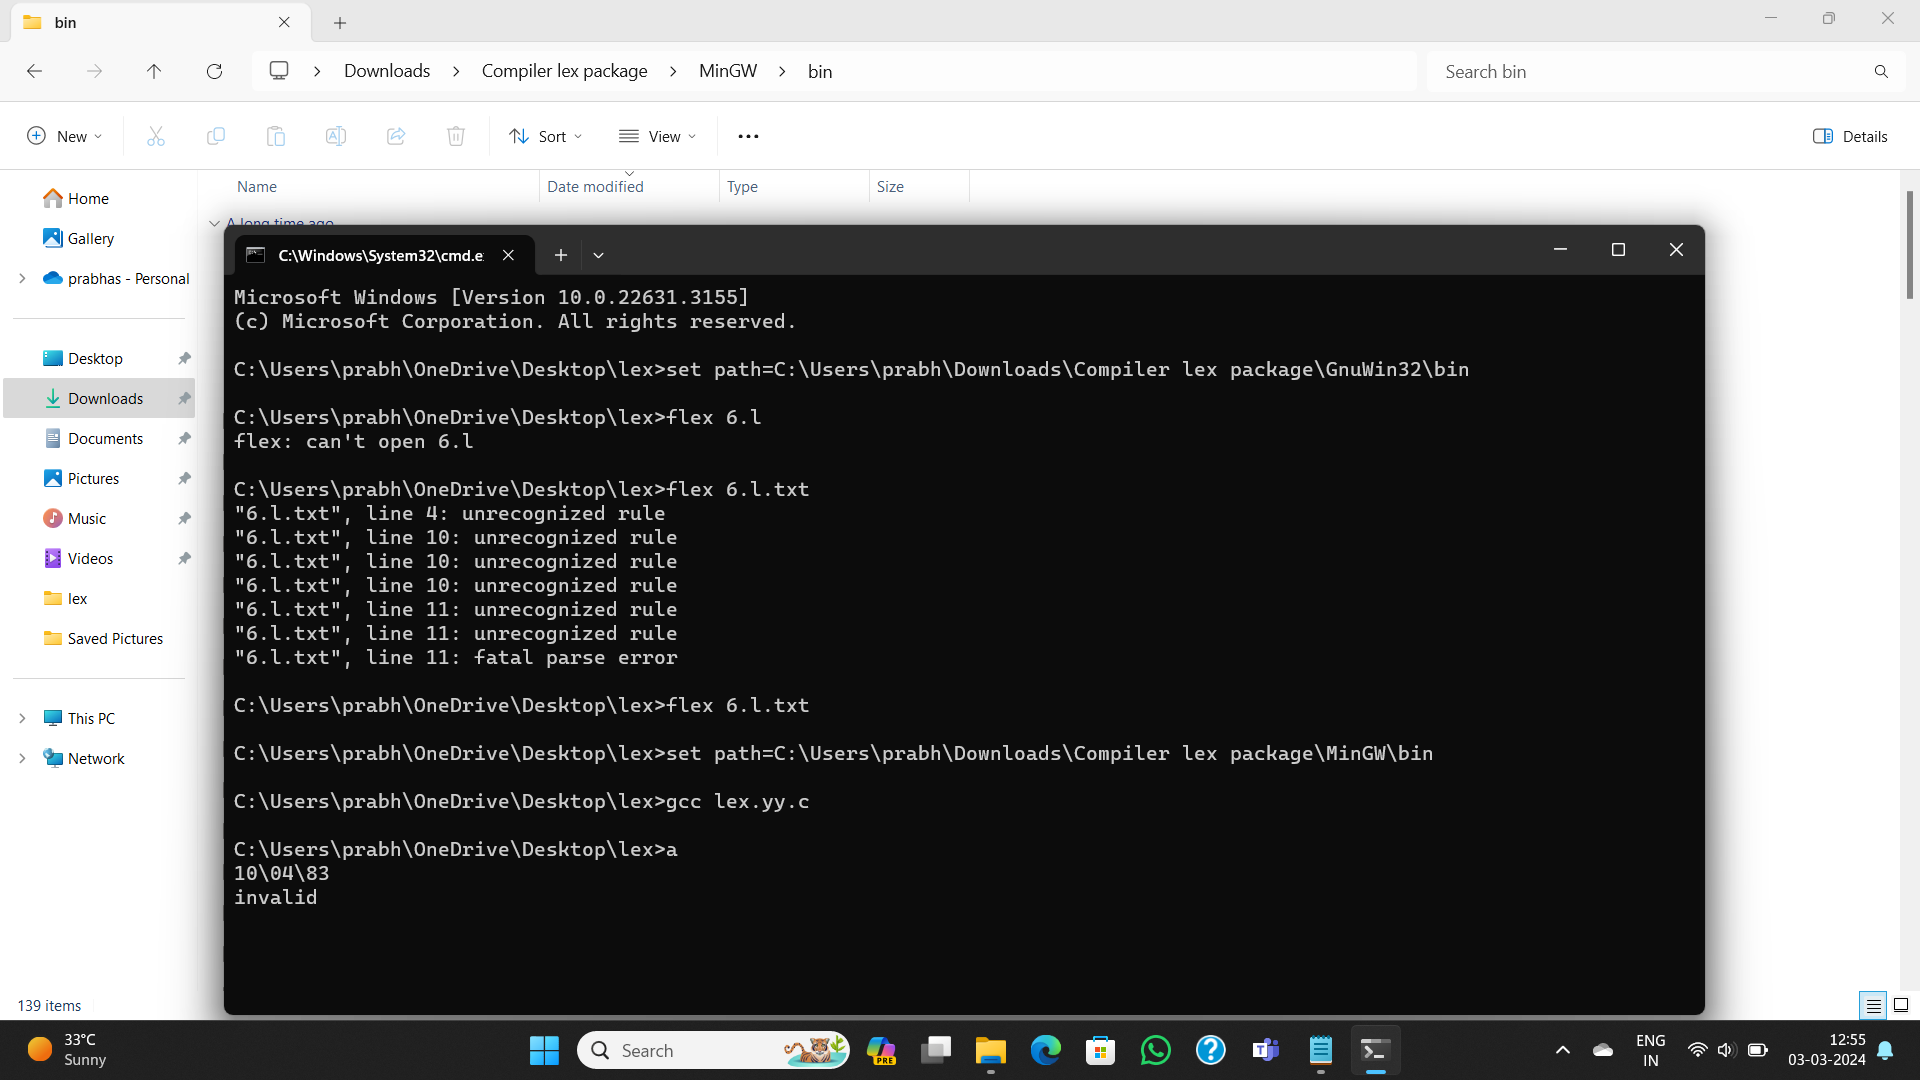 bin
Downloads
Compiler lex package
MinGW
bin
Search bin
New
Sort
View
Details
Name
Date modified
Type
Size
A long time ago
Home
Gallery
prabhas - Personal
Desktop
Downloads
Documents
Pictures
Music
Videos
lex
Saved Pictures
This PC
Network
139 items
C:\Windows\System32\cmd.e
Microsoft Windows [Version 10.0.22631.3155]
(c) Microsoft Corporation. All rights reserved.
C:\Users\prabh\OneDrive\Desktop\lex>set path=C:\Users\prabh\Downloads\Compiler lex package\GnuWin32\bin
C:\Users\prabh\OneDrive\Desktop\lex>flex 6.l
flex: can't open 6.l
C:\Users\prabh\OneDrive\Desktop\lex>flex 6.l.txt
"6.l.txt", line 4: unrecognized rule
"6.l.txt", line 10: unrecognized rule
"6.l.txt", line 10: unrecognized rule
"6.l.txt", line 10: unrecognized rule
"6.l.txt", line 11: unrecognized rule
"6.l.txt", line 11: unrecognized rule
"6.l.txt", line 11: fatal parse error
C:\Users\prabh\OneDrive\Desktop\lex>flex 6.l.txt
C:\Users\prabh\OneDrive\Desktop\lex>set path=C:\Users\prabh\Downloads\Compiler lex package\MinGW\bin
C:\Users\prabh\OneDrive\Desktop\lex>gcc lex.yy.c
C:\Users\prabh\OneDrive\Desktop\lex>a
10\04\83
invalid
33°C
Sunny
Search
PRE
ENG
IN
12:55
03-03-2024